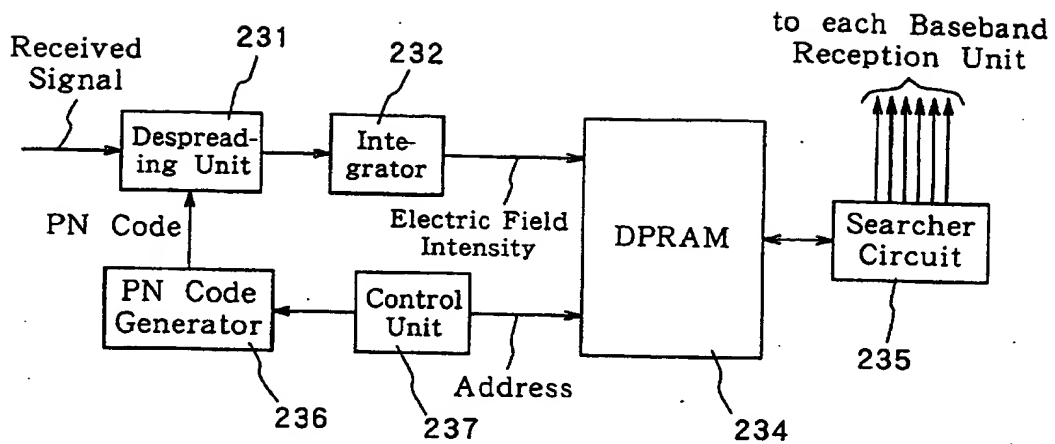 to each Baseband
Reception Unit
Received
Signal
231
232
Despread-
ing Unit
Inte-
grator
PN Code
Electric Field
Intensity
DPRAM
Searcher
Circuit
PN Code
Generator
Control
Unit
Address
235
236
237
234